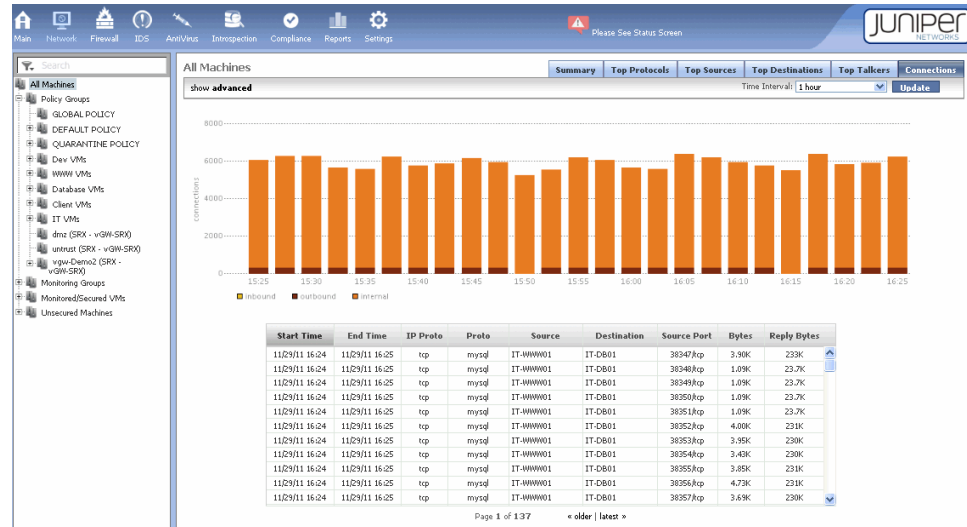 Main Network Firewall IDS AntiVirus Introspection Compliance Reports Settings
Please See Status Screen
JUNIPER
NETWORKS
Search
All Machines
Policy Groups
GLOBAL POLICY
DEFAULT POLICY
QUARANTINE POLICY
Dev VMs
WWW VMs
Database VMs
Client VMs
IT VMs
dmz (SRX - vGW-SRX)
untrust (SRX - vGW-SRX)
vgw-Demo2 (SRX -
vGW-SRX)
Monitoring Groups
Monitored/Secured VMs
Unsecured Machines
All Machines
Summary Top Protocols Top Sources Top Destinations Top Talkers Connections
show advanced
Time Interval: 1 hour Update
8000
6000
4000
2000
0
connections
15:25 15:30 15:35 15:40 15:45 15:50 15:55 16:00 16:05 16:10 16:15 16:20 16:25
inbound outbound internal
Start Time End Time IP Proto Proto Source Destination Source Port Bytes Reply Bytes
11/29/11 16:24 11/29/11 16:25 tcp mysql IT-WWW01 IT-DB01 38347/tcp 3.90K 233K
11/29/11 16:24 11/29/11 16:25 tcp mysql IT-WWW01 IT-DB01 38348/tcp 1.09K 23.7K
11/29/11 16:24 11/29/11 16:25 tcp mysql IT-WWW01 IT-DB01 38349/tcp 1.09K 23.7K
11/29/11 16:24 11/29/11 16:25 tcp mysql IT-WWW01 IT-DB01 38350/tcp 1.09K 23.7K
11/29/11 16:24 11/29/11 16:25 tcp mysql IT-WWW01 IT-DB01 38351/tcp 1.09K 23.7K
11/29/11 16:24 11/29/11 16:25 tcp mysql IT-WWW01 IT-DB01 38352/tcp 4.00K 231K
11/29/11 16:24 11/29/11 16:25 tcp mysql IT-WWW01 IT-DB01 38353/tcp 3.95K 230K
11/29/11 16:24 11/29/11 16:25 tcp mysql IT-WWW01 IT-DB01 38354/tcp 3.43K 230K
11/29/11 16:24 11/29/11 16:25 tcp mysql IT-WWW01 IT-DB01 38355/tcp 3.85K 231K
11/29/11 16:24 11/29/11 16:25 tcp mysql IT-WWW01 IT-DB01 38356/tcp 4.73K 231K
11/29/11 16:24 11/29/11 16:25 tcp mysql IT-WWW01 IT-DB01 38357/tcp 3.69K 230K
Page 1 of 137 « older | latest »